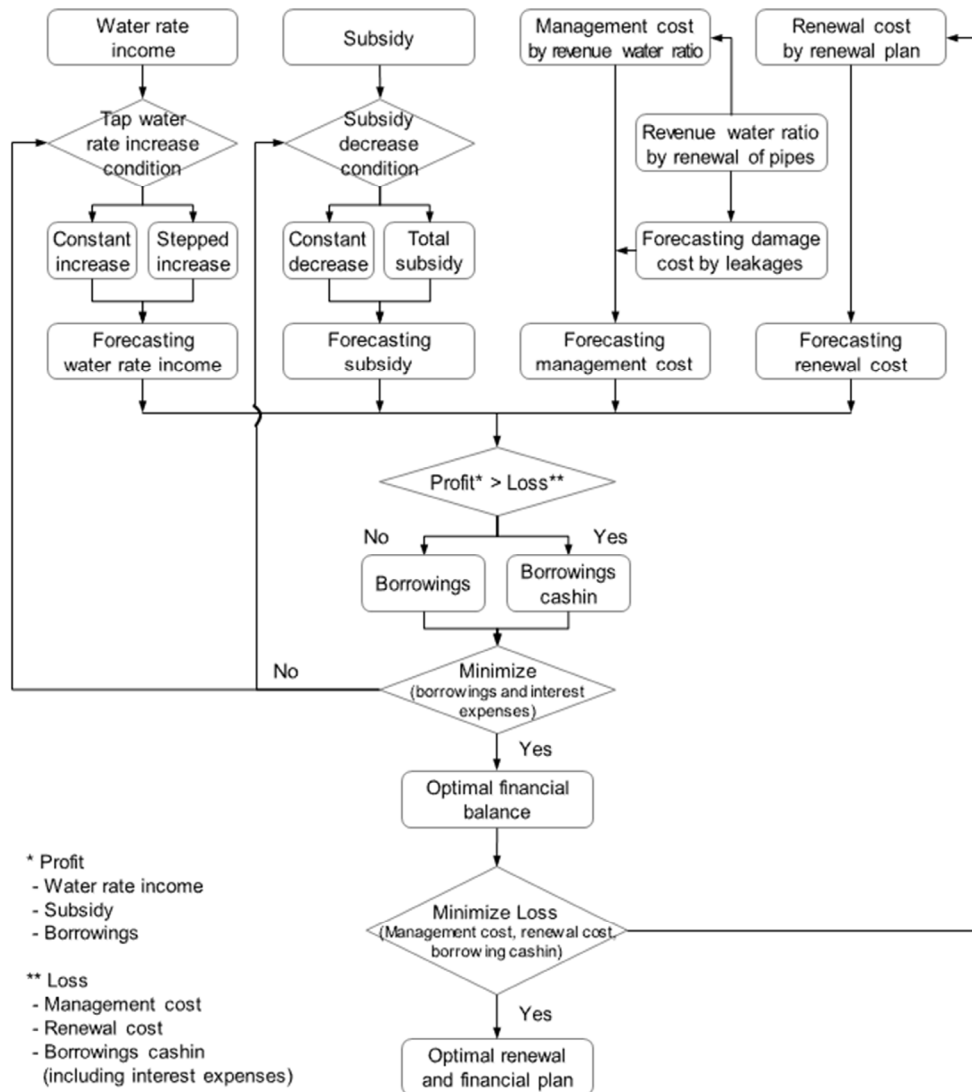 Water rate
income
Subsidy
Management cost
by revenue water ratio
Renewal cost
by renewal plan
Tap water
rate increase
condition
Subsidy
decrease
condition
Revenue water ratio
by renewal of pipes
Constant
increase
Stepped
increase
Constant
decrease
Total
subsidy
Forecasting damage
cost by leakages
Forecasting
water rate income
Forecasting
subsidy
Forecasting
management cost
Forecasting
renewal cost
Profit* > Loss**
No
Yes
Borrowings
Borrowings
cashin
No
Minimize
(borrowings and interest
expenses)
Yes
Optimal financial
balance
* Profit
- Water rate income
- Subsidy
- Borrowings
Minimize Loss
(Management cost, renewal cost,
borrowing cashin)
** Loss
- Management cost
- Renewal cost
- Borrowings cashin
(including interest expenses)
Yes
Optimal renewal
and financial plan